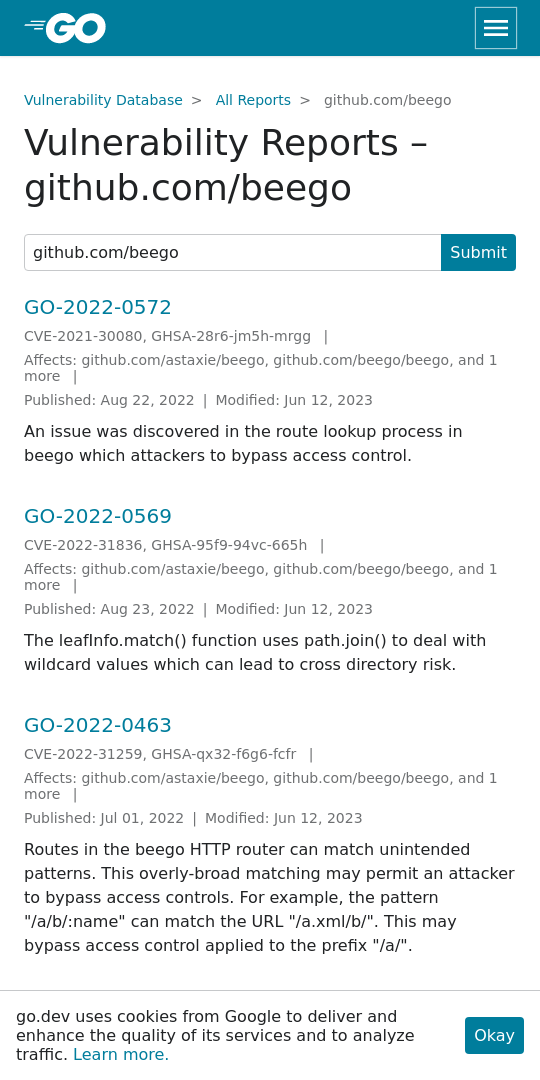 GO
Vulnerability Database > All Reports > github.com/beego
Vulnerability Reports –
github.com/beego
github.com/beego Submit
GO-2022-0572
CVE-2021-30080, GHSA-28r6-jm5h-mrgg |
Affects: github.com/astaxie/beego, github.com/beego/beego, and 1
more |
Published: Aug 22, 2022 | Modified: Jun 12, 2023
An issue was discovered in the route lookup process in
beego which attackers to bypass access control.
GO-2022-0569
CVE-2022-31836, GHSA-95f9-94vc-665h |
Affects: github.com/astaxie/beego, github.com/beego/beego, and 1
more |
Published: Aug 23, 2022 | Modified: Jun 12, 2023
The leafInfo.match() function uses path.join() to deal with
wildcard values which can lead to cross directory risk.
GO-2022-0463
CVE-2022-31259, GHSA-qx32-f6g6-fcfr |
Affects: github.com/astaxie/beego, github.com/beego/beego, and 1
more |
Published: Jul 01, 2022 | Modified: Jun 12, 2023
Routes in the beego HTTP router can match unintended
patterns. This overly-broad matching may permit an attacker
to bypass access controls. For example, the pattern
"/a/b/:name" can match the URL "/a.xml/b/". This may
bypass access control applied to the prefix "/a/".
go.dev uses cookies from Google to deliver and
enhance the quality of its services and to analyze
traffic. Learn more.
Okay